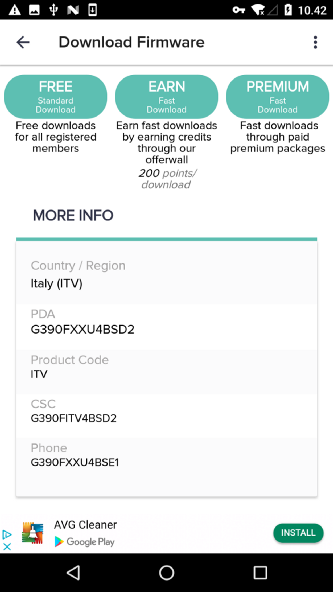 10.42
Download Firmware
FREE
Standard
Download
EARN
Fast
Download
PREMIUM
Fast
Download
Free downloads
for all registered
members
Earn fast downloads
by earning credits
through our
offerwall
200 points/
download
Fast downloads
through paid
premium packages
MORE INFO
Country / Region
Italy (ITV)
PDA
G390FXXU4BSD2
Product Code
ITV
CSC
G390FITV4BSD2
Phone
G390FXXU4BSE1
AVG Cleaner
Google Play
INSTALL